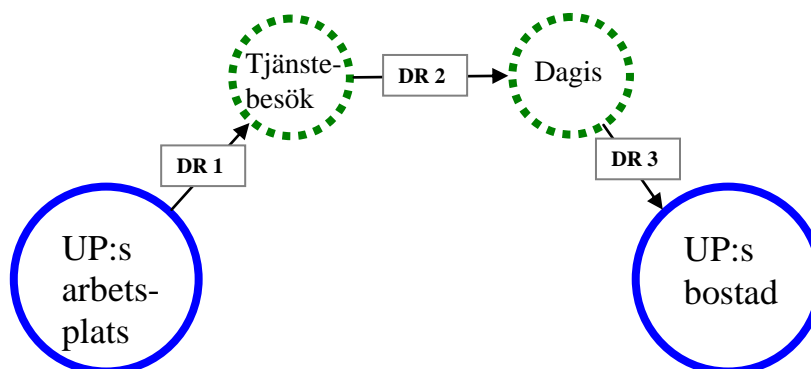 Tjänste-
besök
DR 2
Dagis
DR 1
DR 3
UP:s
arbets-
plats
UP:s
bostad